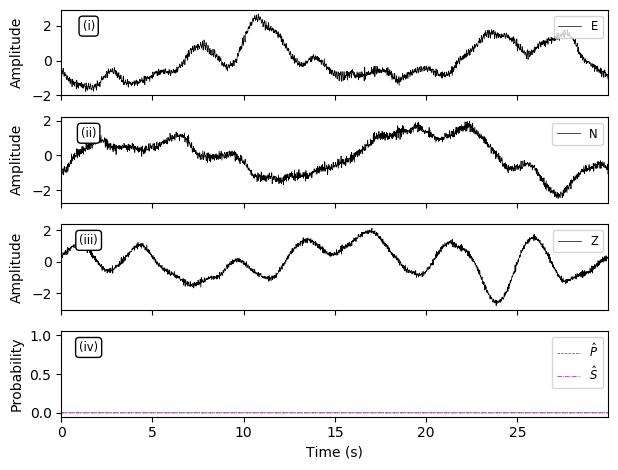 (i)
E
Amplitude
2
0
−2
(ii)
N
Amplitude
2
0
−2
(iii)
Z
Amplitude
2
0
−2
(iv)
P̂
Ŝ
Probability
1.0
0.5
0.0
0 5 10 15 20 25
Time (s)